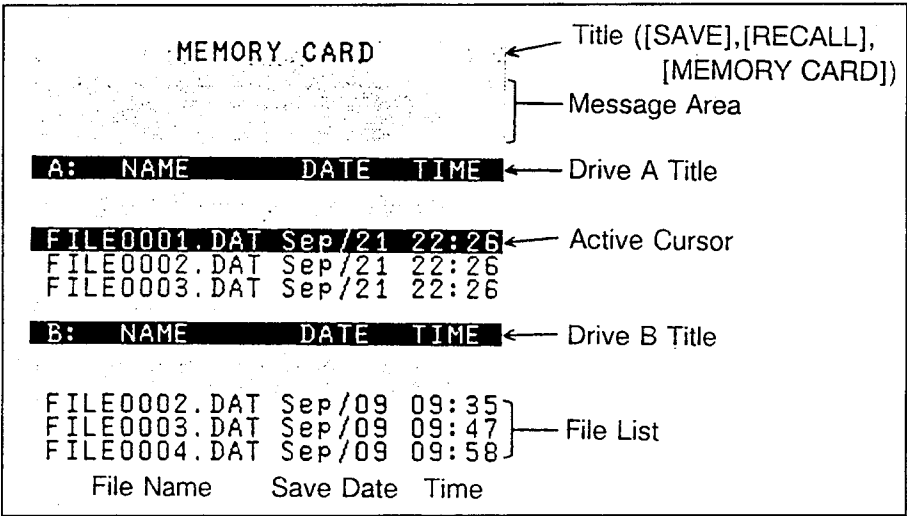 MEMORY CARD
Title ([SAVE],[RECALL],
[MEMORY CARD])
Message Area
A: NAME DATE TIME
Drive A Title
FILE0001.DAT Sep/21 22:26
Active Cursor
FILE0002.DAT Sep/21 22:26
FILE0003.DAT Sep/21 22:26
B: NAME DATE TIME
Drive B Title
FILE0002.DAT Sep/09 09:35
FILE0003.DAT Sep/09 09:47
File List
FILE0004.DAT Sep/09 09:58
File Name Save Date Time